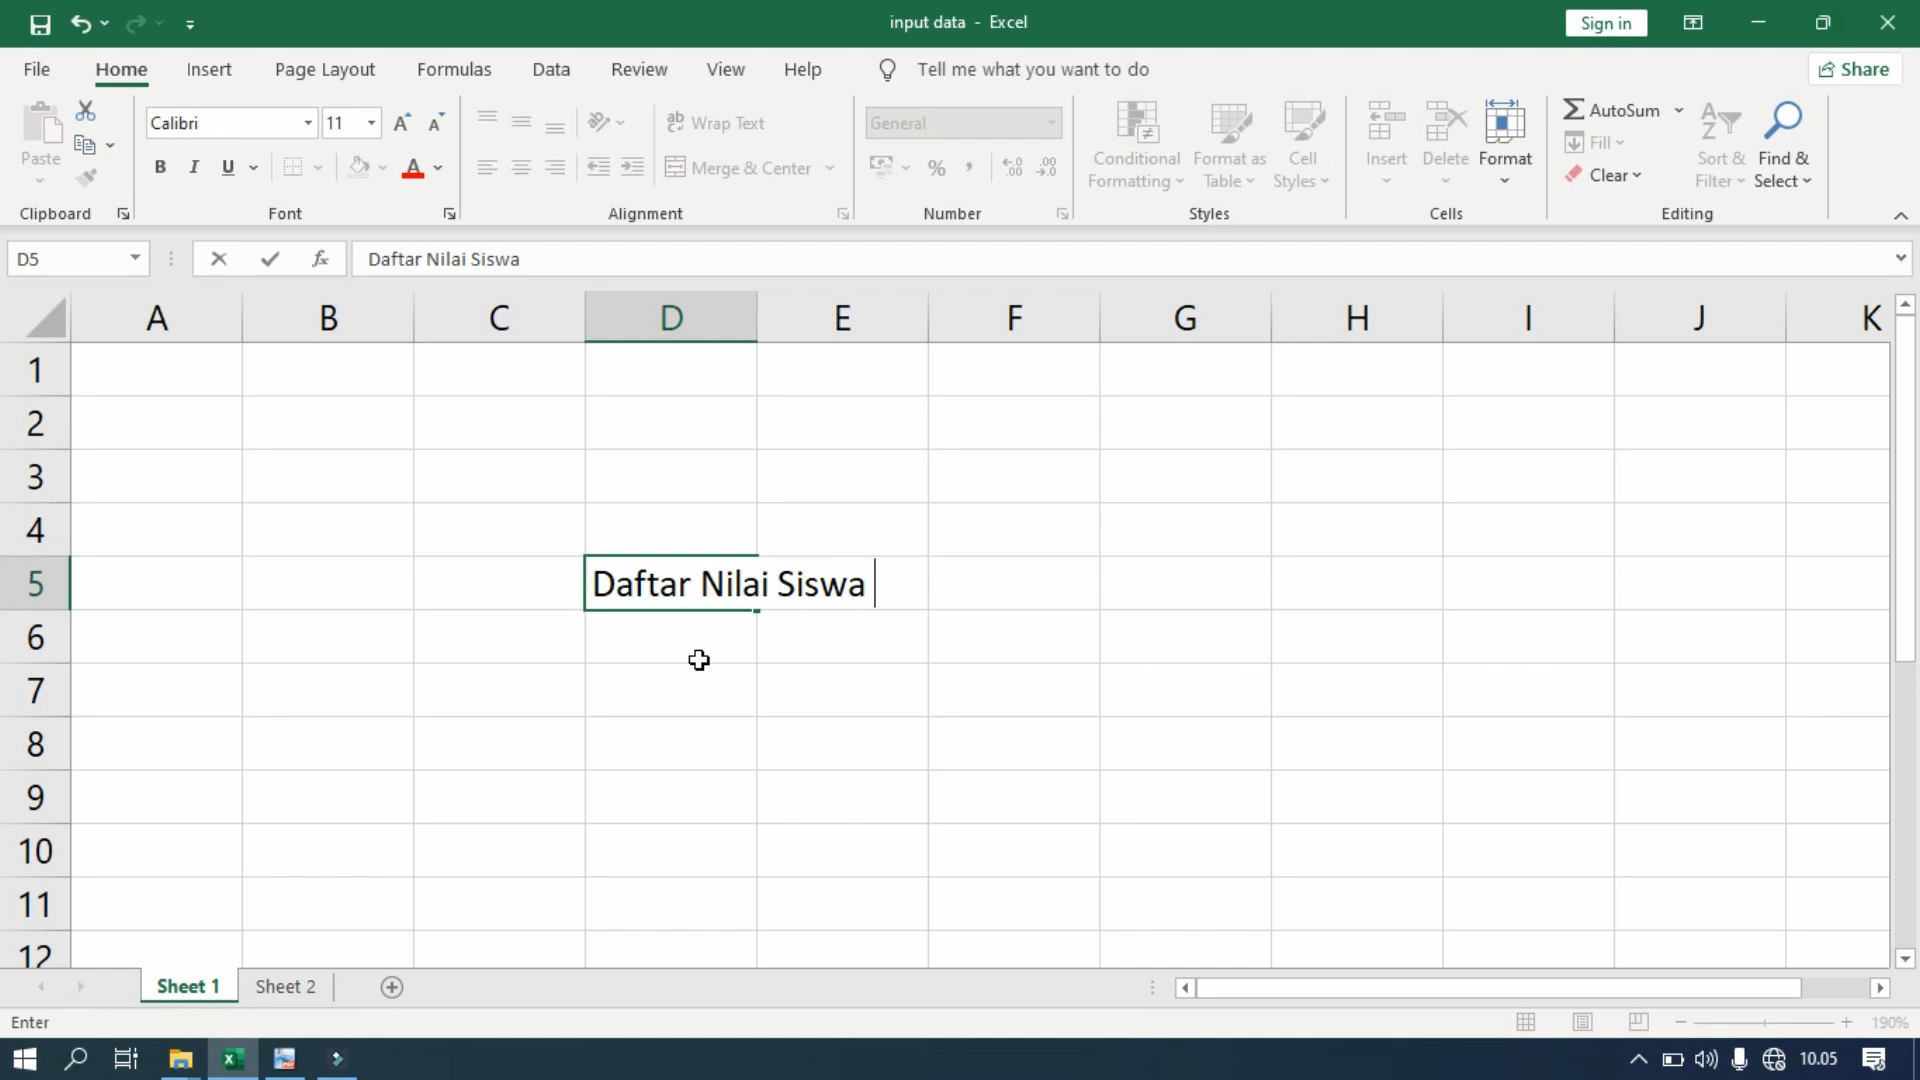 input data - Excel
Sign in
File Home Insert Page Layout Formulas Data Review View Help Tell me what you want to do Share
Paste
Clipboard
Calibri 11
B I U A
Font
Wrap Text
Merge & Center
Alignment
General
% , .00 .00
Number
Conditional Formatting
Format as Table
Cell Styles
Styles
Insert Delete Format
Cells
AutoSum
Fill
Clear
Sort & Filter
Find & Select
Editing
D5 fx Daftar Nilai Siswa
A B C D E F G H I J K
1
2
3
4
5 Daftar Nilai Siswa
6
7
8
9
10
11
12
Sheet 1 Sheet 2
Enter 190%
10.05